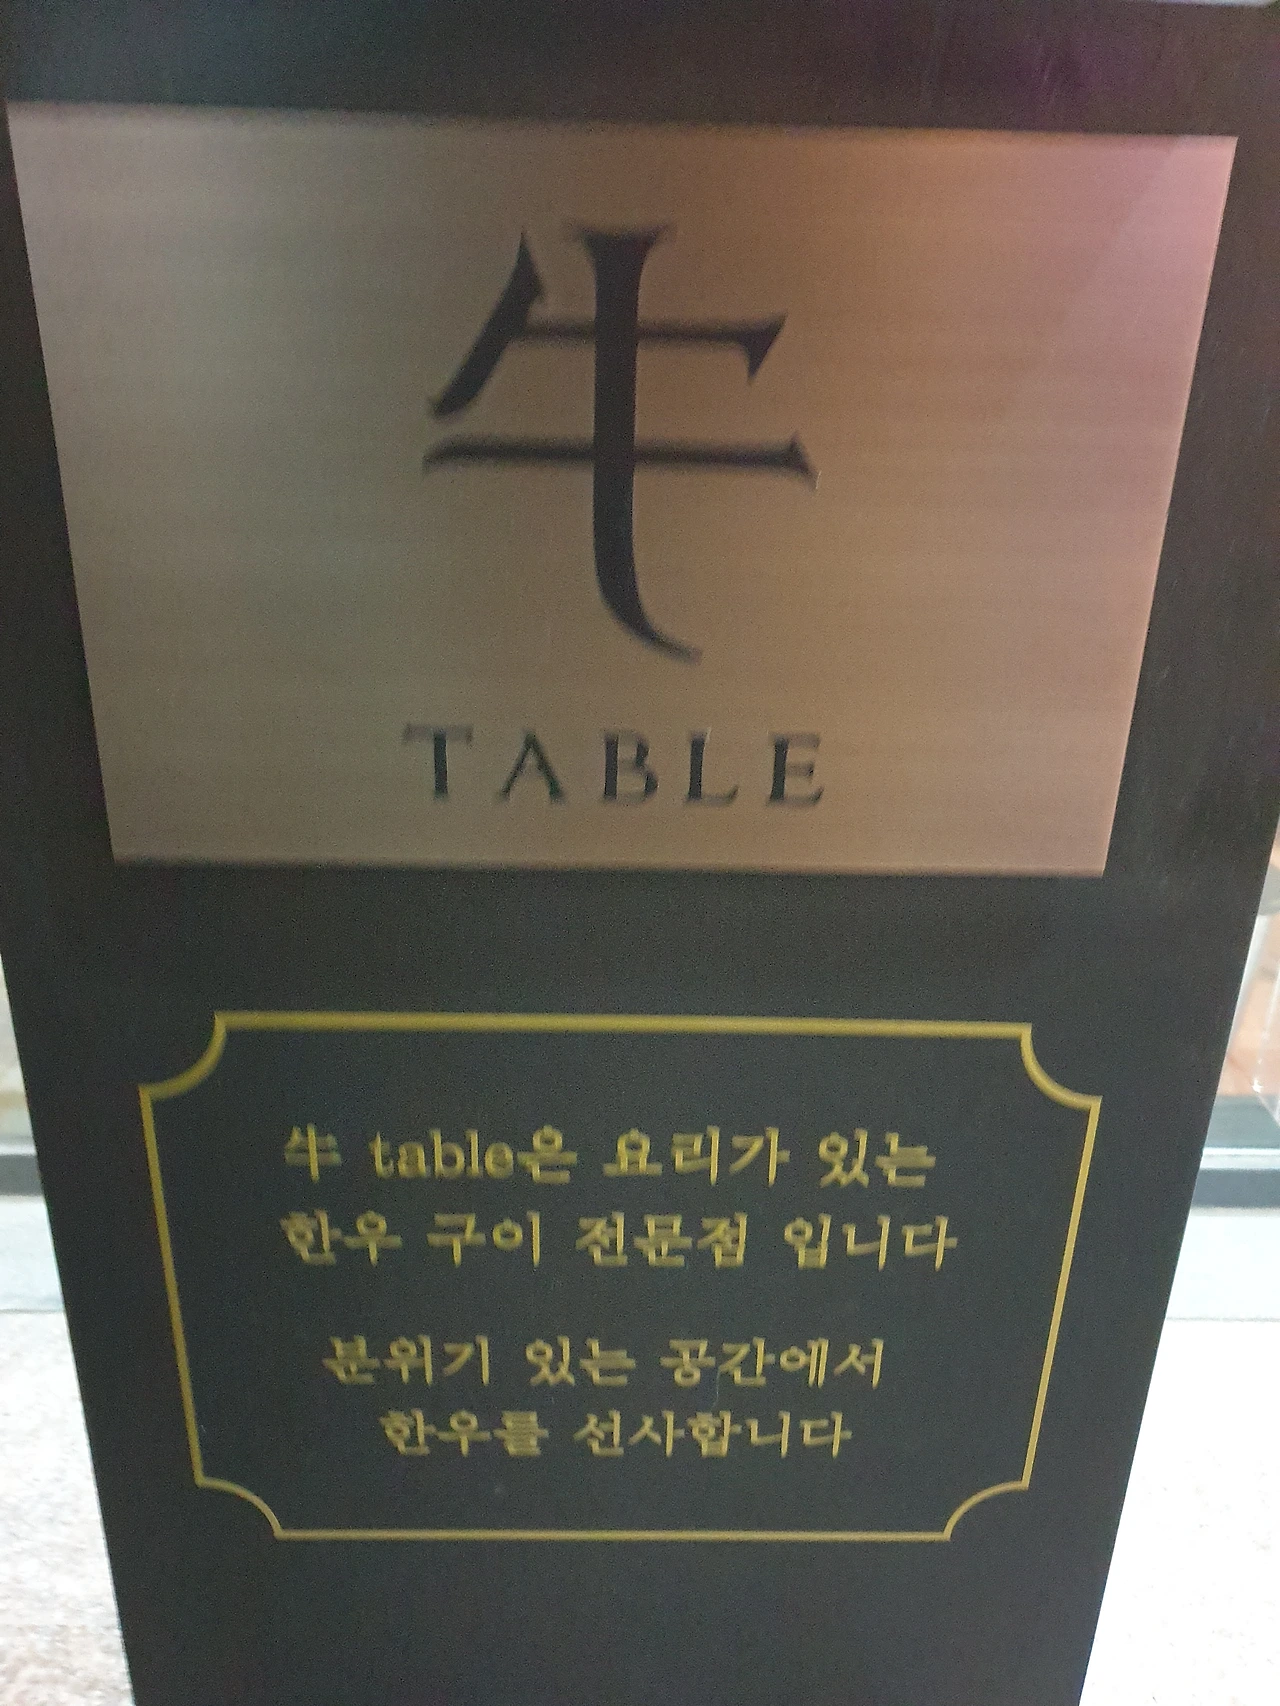 牛
TABLE
牛 table은 요리가 있는
한우 구이 전문점 입니다
분위기 있는 공간에서
한우를 선사합니다